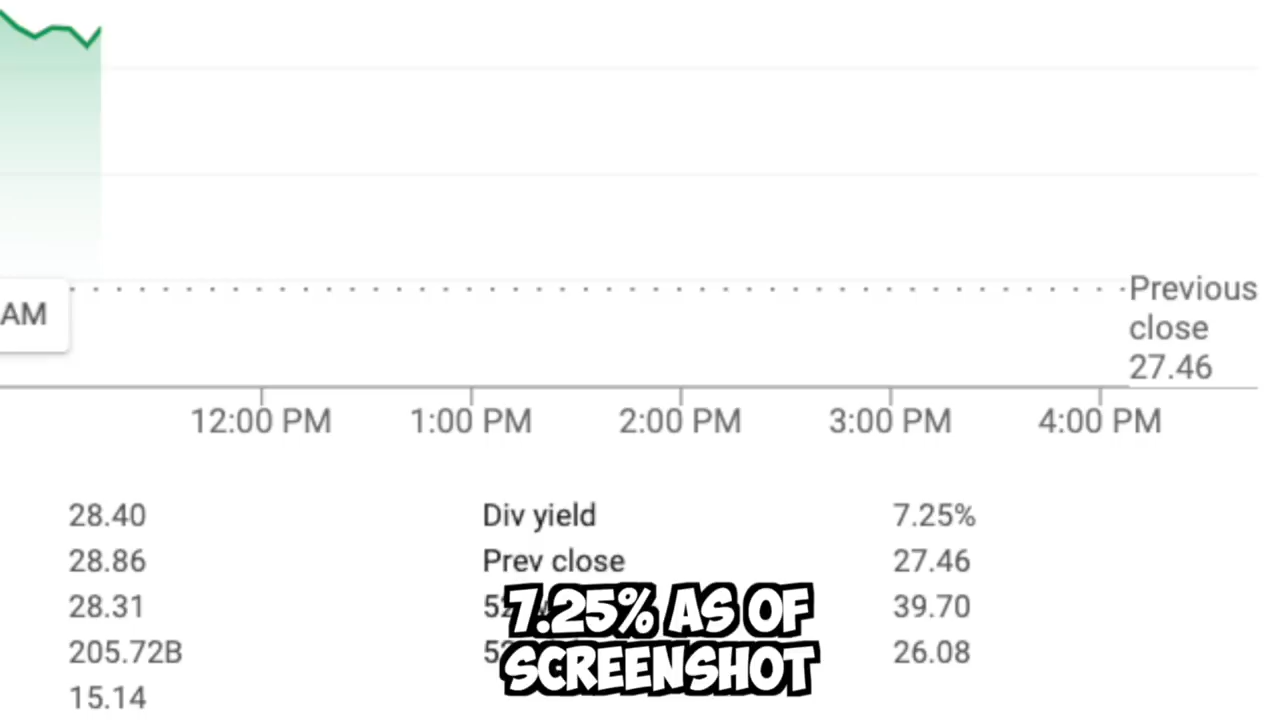 Previous
close
27.46
AM
12:00 PM 1:00 PM 2:00 PM 3:00 PM 4:00 PM
28.40 Div yield 7.25%
28.86 Prev close 27.46
28.31 39.70
205.72B 26.08
15.14
7.25% AS OF
SCREENSHOT